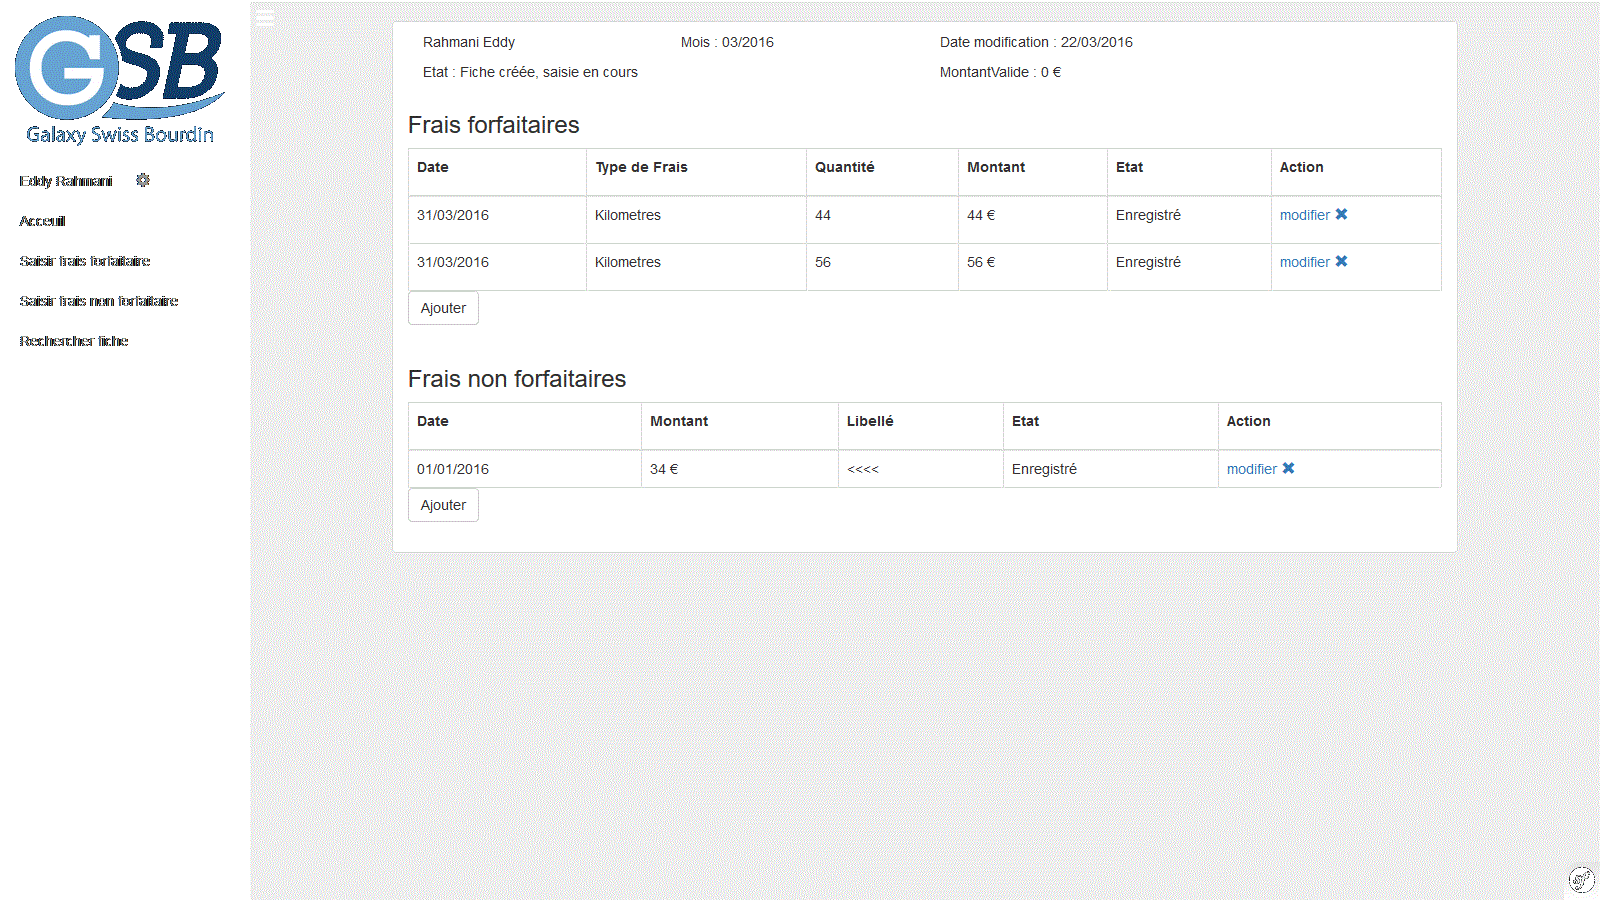 GSB
Galaxy Swiss Bourdin
Eddy Rahmani
Acceuil
Saisir frais forfaitaire
Saisir frais non forfaitaire
Rechercher fiche
Rahmani Eddy Mois : 03/2016 Date modification : 22/03/2016
Etat : Fiche créée, saisie en cours MontantValide : 0 €
Frais forfaitaires
Date Type de Frais Quantité Montant Etat Action
31/03/2016 Kilometres 44 44 € Enregistré modifier
31/03/2016 Kilometres 56 56 € Enregistré modifier
Ajouter
Frais non forfaitaires
Date Montant Libellé Etat Action
01/01/2016 34 € <<<< Enregistré modifier
Ajouter
sf